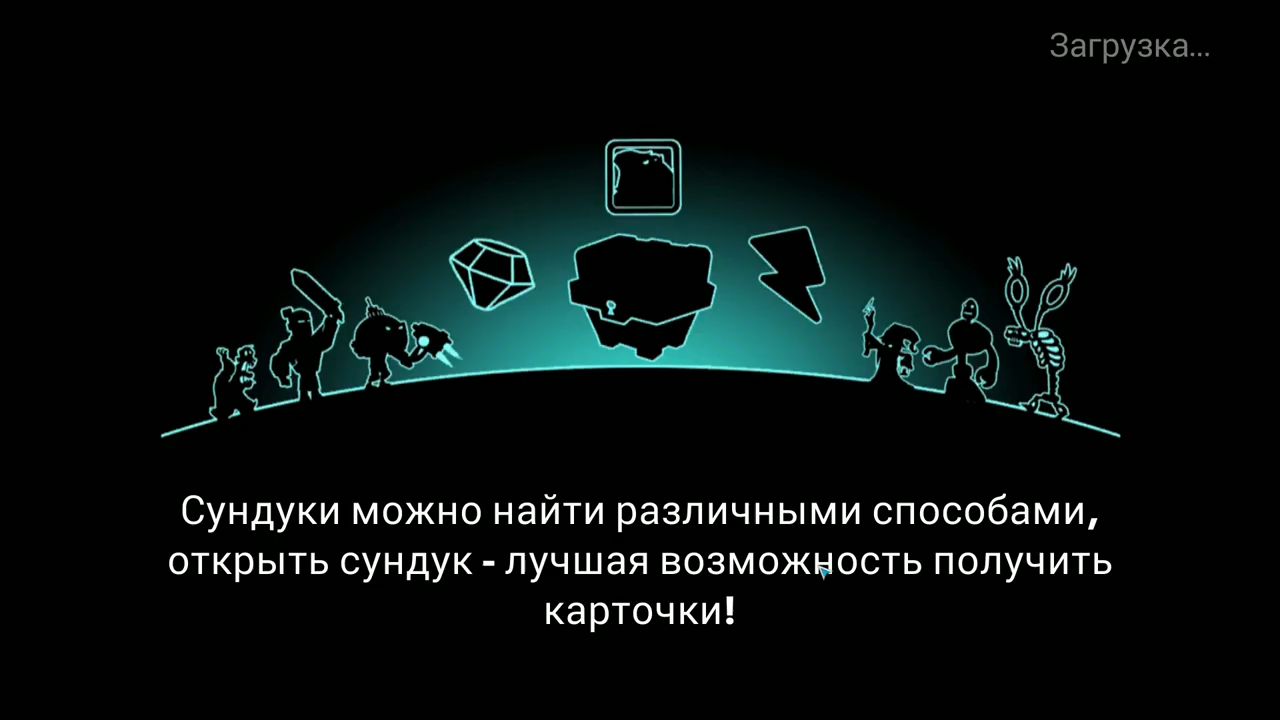 Загрузка...
Сундуки можно найти различными способами,
открыть сундук - лучшая возможность получить
карточки!